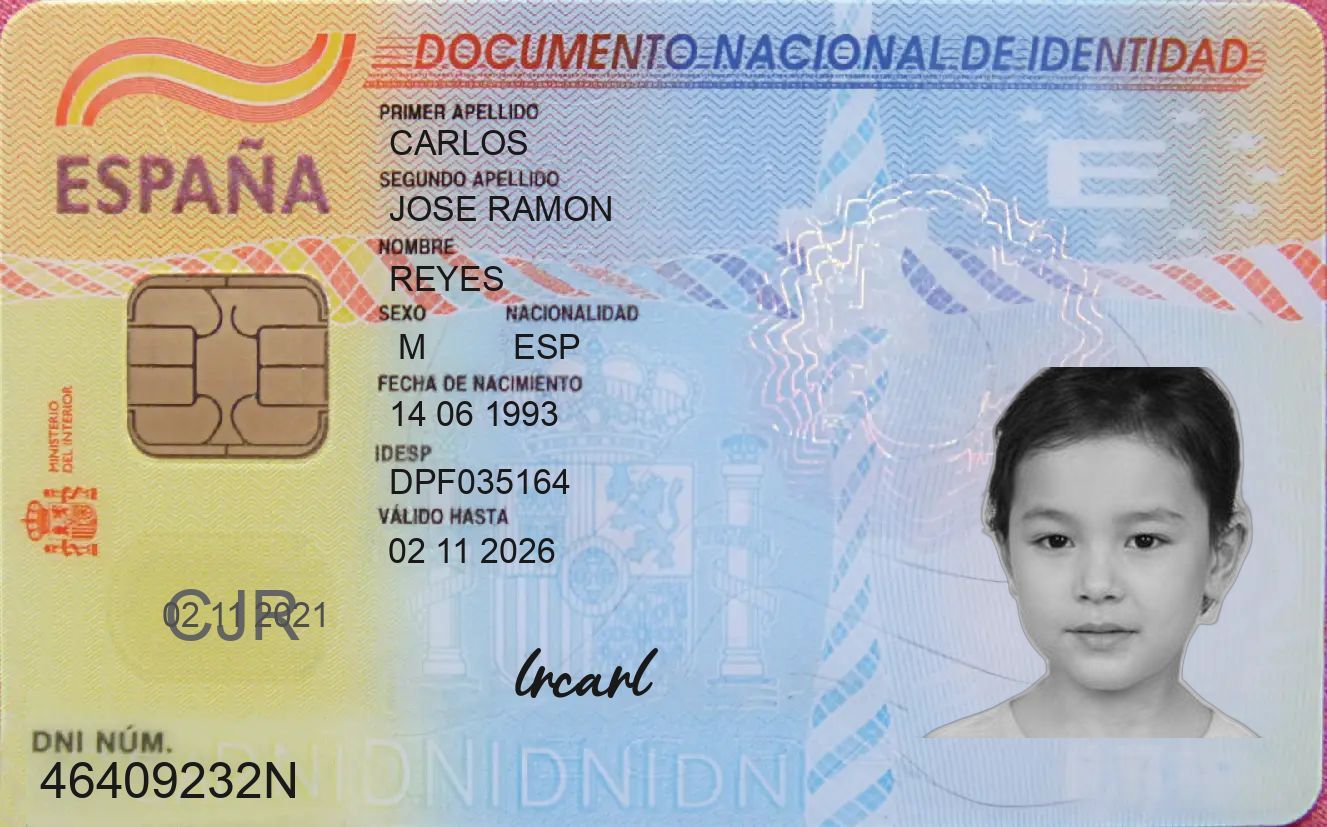 DOCUMENTO NACIONAL DE IDENTIDAD
ESPAÑA
PRIMER APELLIDO
CARLOS
SEGUNDO APELLIDO
JOSE RAMON
NOMBRE
REYES
SEXO NACIONALIDAD
M ESP
FECHA DE NACIMIENTO
14 06 1993
IDESP
DPF035164
VÁLIDO HASTA
02 11 2026
MINISTERIO
DEL INTERIOR
E
CJR
02 11 2021
lrcarl
DNI NÚM.
46409232N
DNIDNIDNIDNI